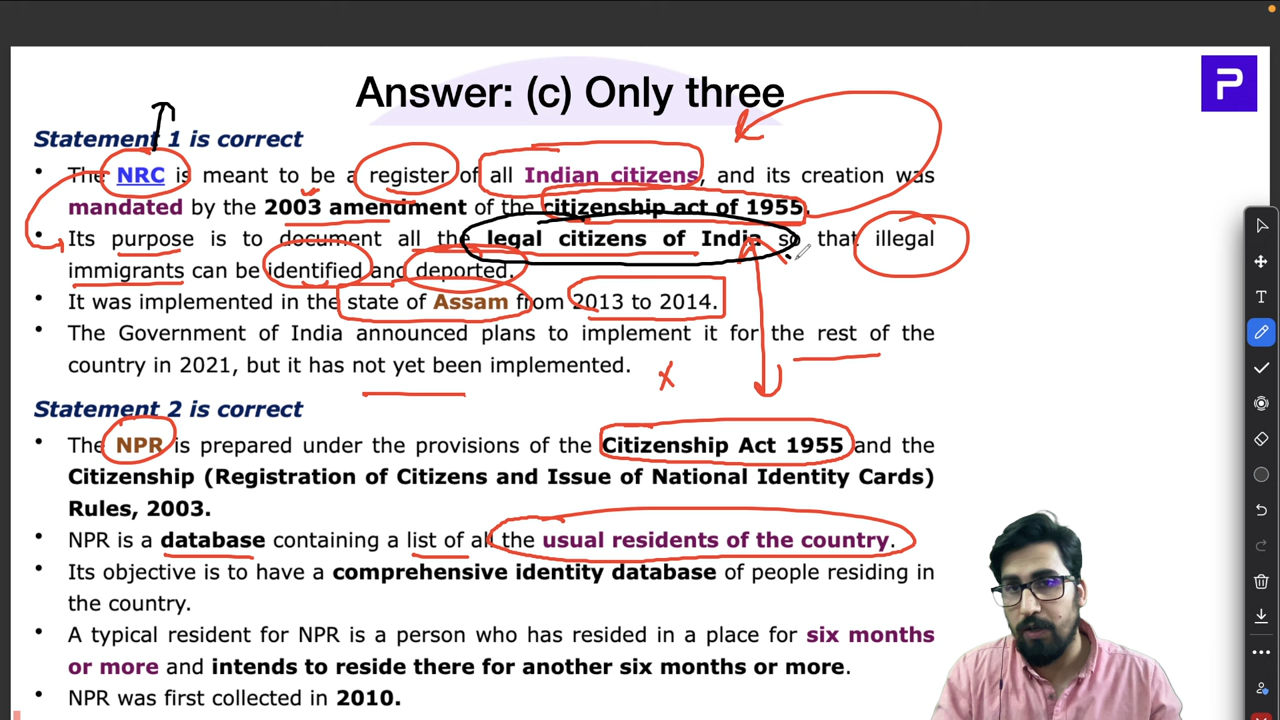 Answer: (c) Only three
P
Statement 1 is correct
• The NRC is meant to be a register of all Indian citizens, and its creation was
mandated by the 2003 amendment of the citizenship act of 1955.
• Its purpose is to document all the legal citizens of India so that illegal
immigrants can be identified and deported.
• It was implemented in the state of Assam from 2013 to 2014.
• The Government of India announced plans to implement it for the rest of the
country in 2021, but it has not yet been implemented.
Statement 2 is correct
• The NPR is prepared under the provisions of the Citizenship Act 1955 and the
Citizenship (Registration of Citizens and Issue of National Identity Cards)
Rules, 2003.
• NPR is a database containing a list of all the usual residents of the country.
• Its objective is to have a comprehensive identity database of people residing in
the country.
• A typical resident for NPR is a person who has resided in a place for six months
or more and intends to reside there for another six months or more.
• NPR was first collected in 2010.